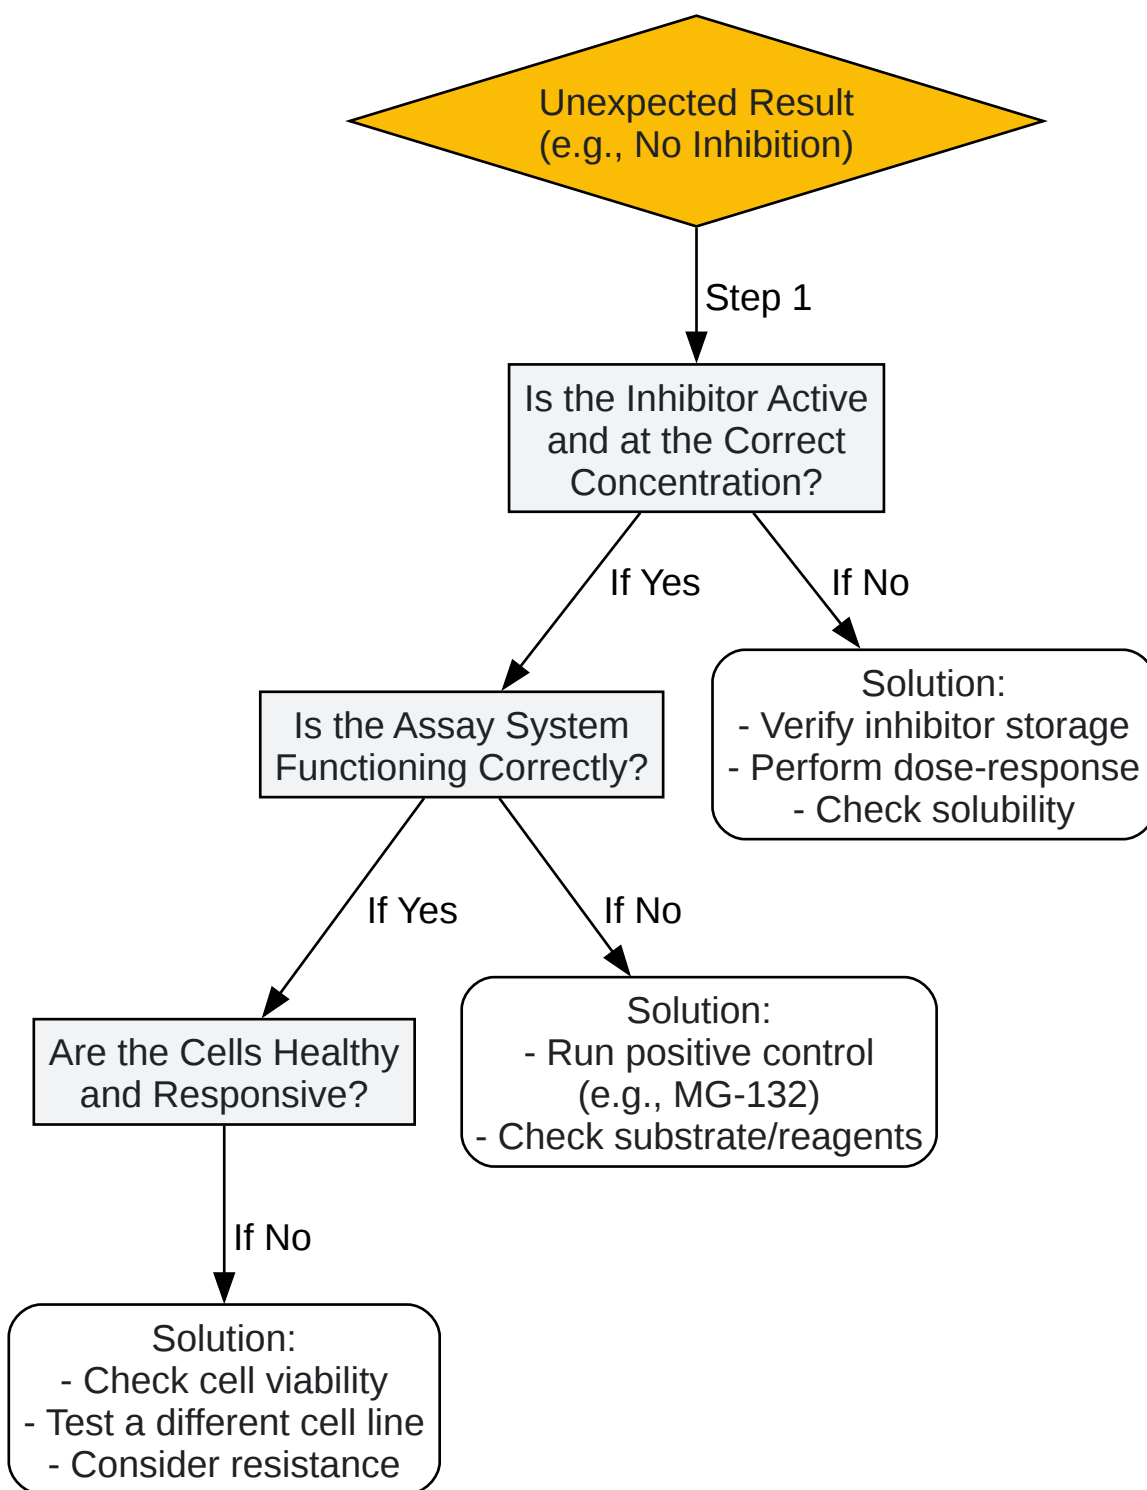 Unexpected Result
(e.g., No Inhibition)
Step 1
Is the Inhibitor Active
and at the Correct
Concentration?
If Yes
If No
Solution:
- Verify inhibitor storage
- Perform dose-response
- Check solubility
Is the Assay System
Functioning Correctly?
If Yes
If No
Solution:
- Run positive control
(e.g., MG-132)
- Check substrate/reagents
Are the Cells Healthy
and Responsive?
If No
Solution:
- Check cell viability
- Test a different cell line
- Consider resistance